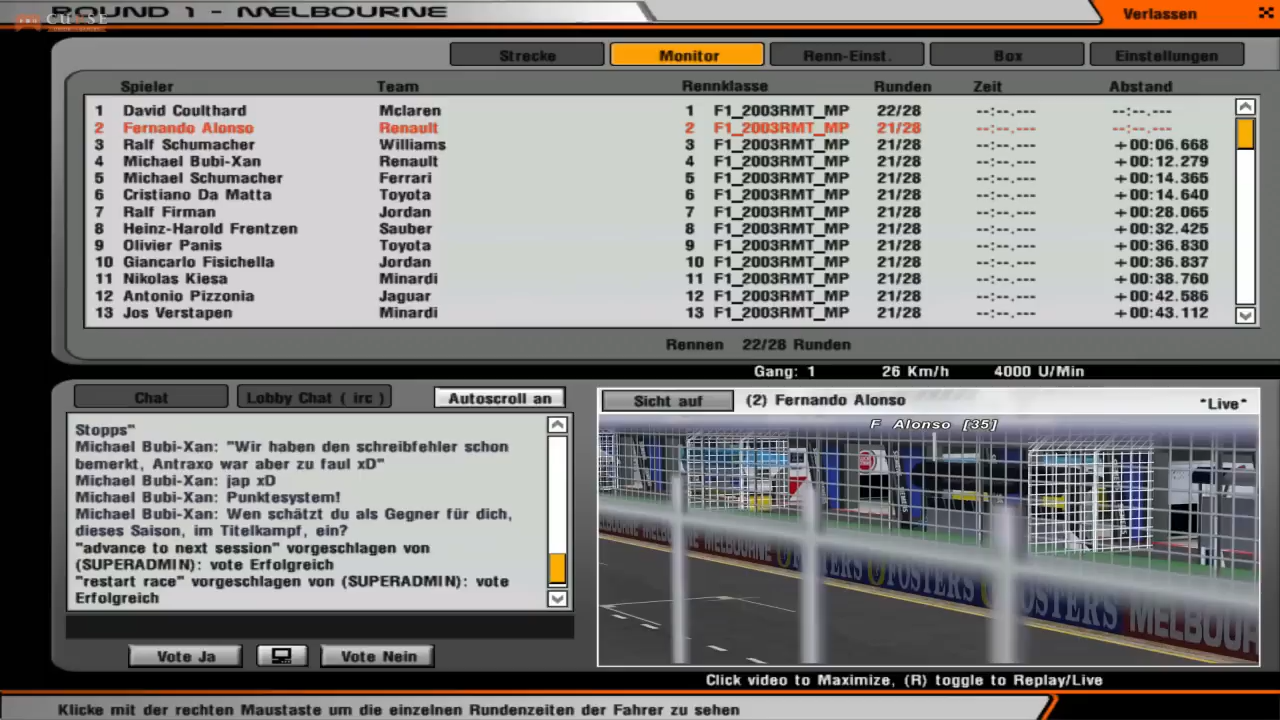 ROUND 1 - MELBOURNE
CURSE
Verlassen
Strecke Monitor Renn-Einst. Box Einstellungen
Spieler Team Rennklasse Runden Zeit Abstand
1 David Coulthard Mclaren 1 F1_2003RMT_MP 22/28 --:--.--- --:--.---
2 Fernando Alonso Renault 2 F1_2003RMT_MP 21/28 --:--.--- --:--.---
3 Ralf Schumacher Williams 3 F1_2003RMT_MP 21/28 --:--.--- +00:06.668
4 Michael Bubi-Xan Renault 4 F1_2003RMT_MP 21/28 --:--.--- +00:12.279
5 Michael Schumacher Ferrari 5 F1_2003RMT_MP 21/28 --:--.--- +00:14.365
6 Cristiano Da Matta Toyota 6 F1_2003RMT_MP 21/28 --:--.--- +00:14.640
7 Ralf Firman Jordan 7 F1_2003RMT_MP 21/28 --:--.--- +00:28.065
8 Heinz-Harold Frentzen Sauber 8 F1_2003RMT_MP 21/28 --:--.--- +00:32.425
9 Olivier Panis Toyota 9 F1_2003RMT_MP 21/28 --:--.--- +00:36.830
10 Giancarlo Fisichella Jordan 10 F1_2003RMT_MP 21/28 --:--.--- +00:36.837
11 Nikolas Kiesa Minardi 11 F1_2003RMT_MP 21/28 --:--.--- +00:38.760
12 Antonio Pizzonia Jaguar 12 F1_2003RMT_MP 21/28 --:--.--- +00:42.586
13 Jos Verstapen Minardi 13 F1_2003RMT_MP 21/28 --:--.--- +00:43.112
Rennen 22/28 Runden
Gang: 1 26 Km/h 4000 U/Min
Chat Lobby Chat ( irc ) Autoscroll an
Stopps"
Michael Bubi-Xan: "Wir haben den schreibfehler schon
bemerkt, Antraxo war aber zu faul xD"
Michael Bubi-Xan: jap xD
Michael Bubi-Xan: Punktesystem!
Michael Bubi-Xan: Wen schätzt du als Gegner für dich,
dieses Saison, im Titelkampf, ein?
"advance to next session" vorgeschlagen von
(SUPERADMIN): vote Erfolgreich
"restart race" vorgeschlagen von (SUPERADMIN): vote
Erfolgreich
Vote Ja Vote Nein
Sicht auf (2) Fernando Alonso *Live*
F Alonso [35]
MELBOURNE MELBOURNE FOSTERS FOSTERS FOSTERS MELBOURNE
Click video to Maximize, (R) toggle to Replay/Live
Klicke mit der rechten Maustaste um die einzelnen Rundenzeiten der Fahrer zu sehen